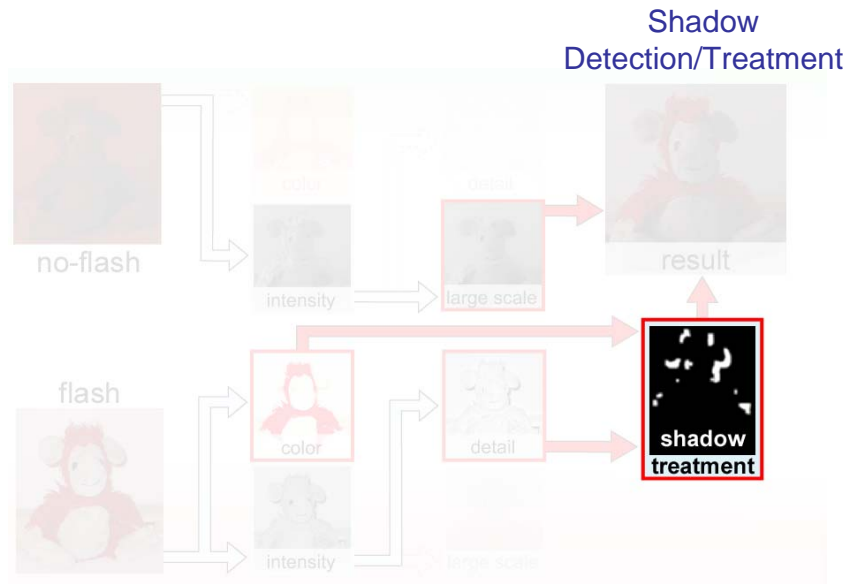 Shadow
Detection/Treatment
color
detail
no-flash
intensity
large scale
result
flash
color
detail
shadow
treatment
intensity
large scale